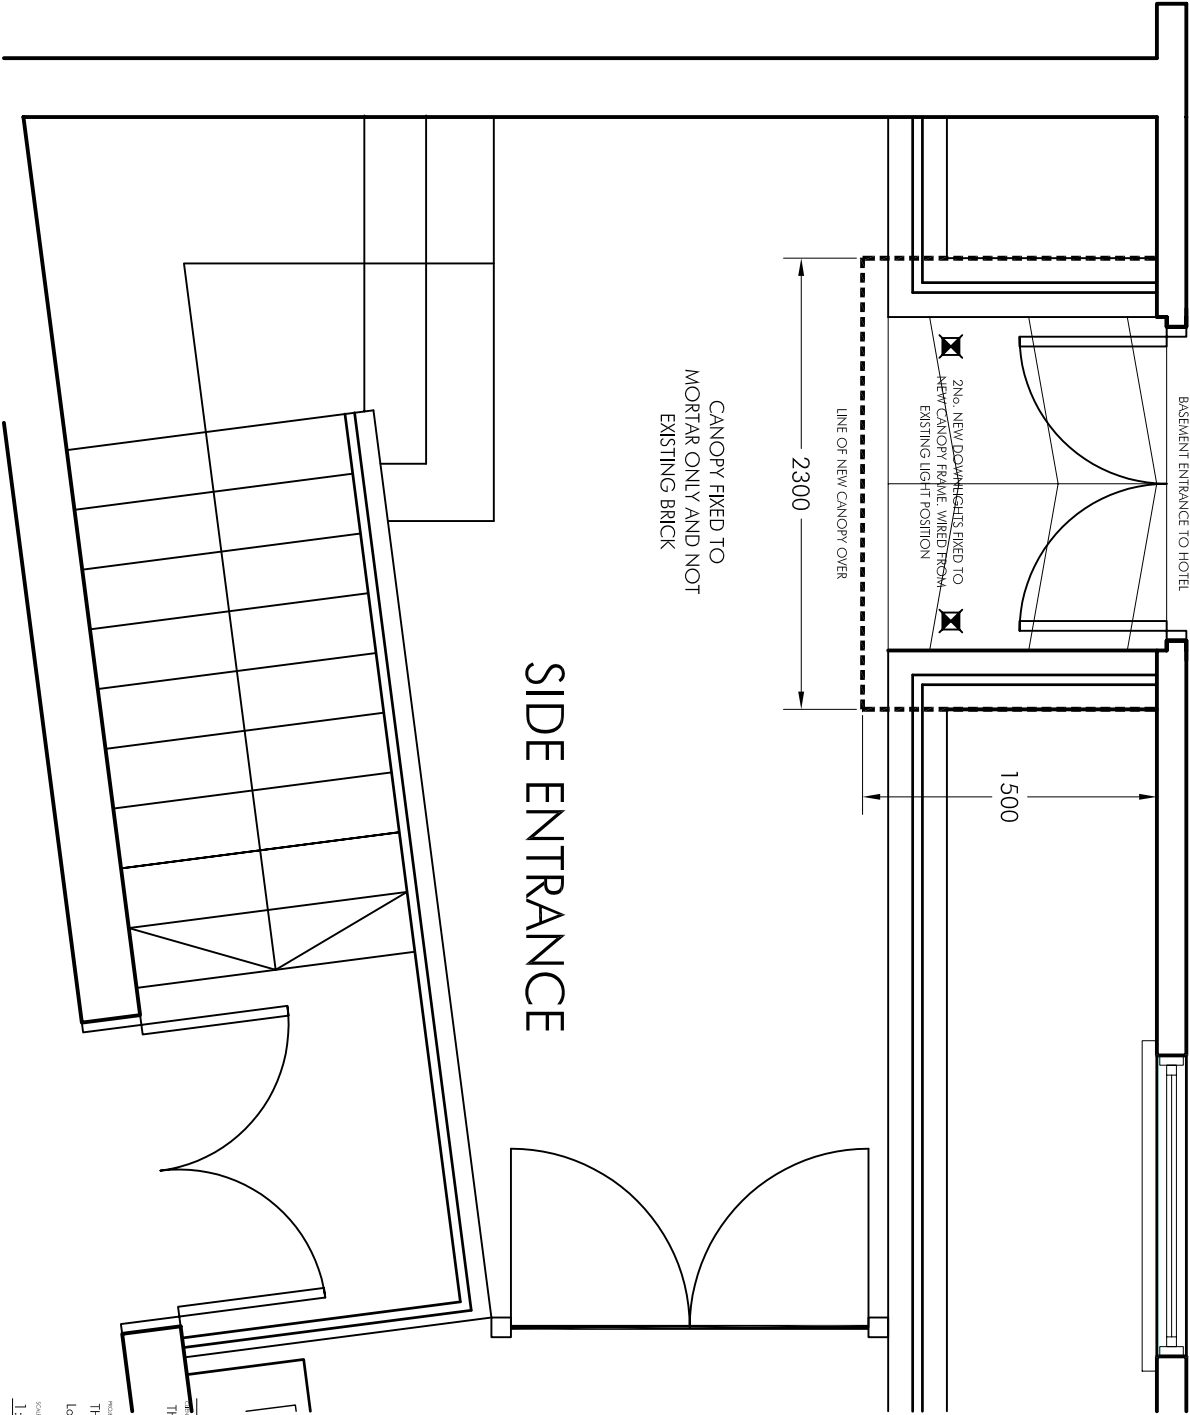 BASEMENT ENTRANCE TO HOTEL
2No. NEW DOWNLIGHTS FIXED TO
NEW CANOPY FRAME. WIRED FROM
EXISTING LIGHT POSITION
1500
LINE OF NEW CANOPY OVER
2300
CANOPY FIXED TO
MORTAR ONLY AND NOT
EXISTING BRICK
SIDE ENTRANCE